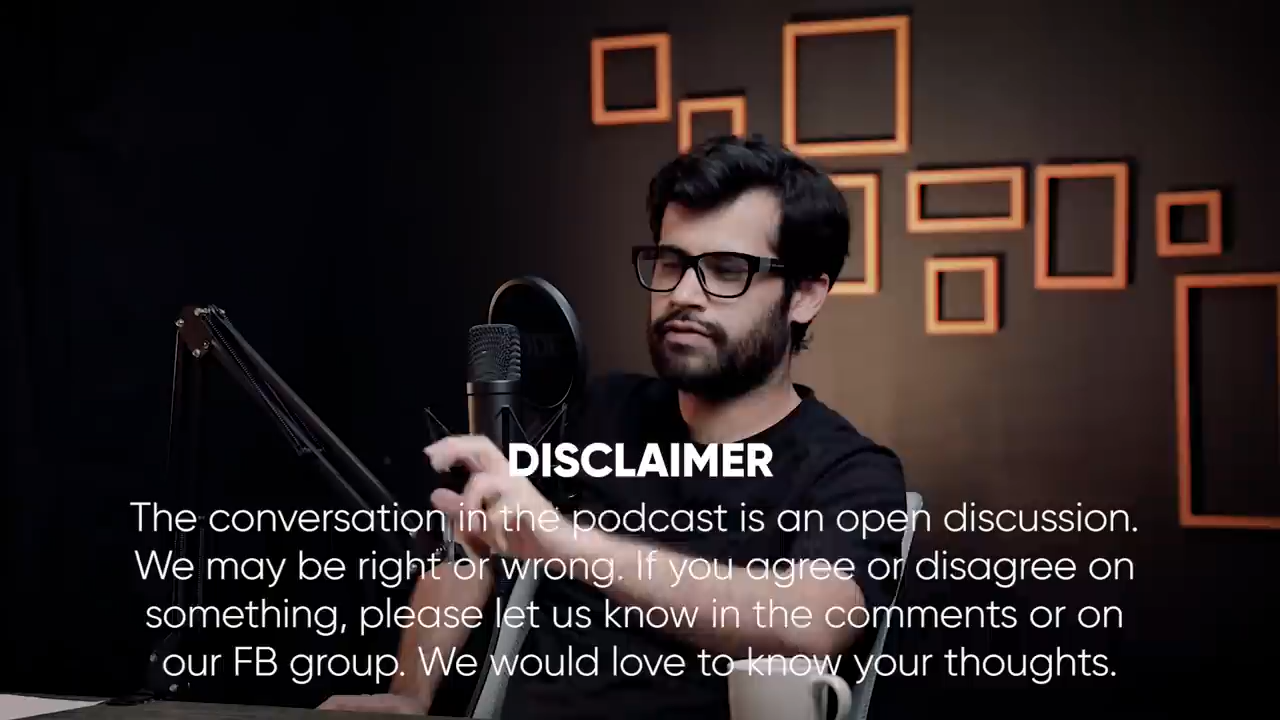 DISCLAIMER
The conversation in the podcast is an open discussion.
We may be right or wrong. If you agree or disagree on
something, please let us know in the comments or on
our FB group. We would love to know your thoughts.